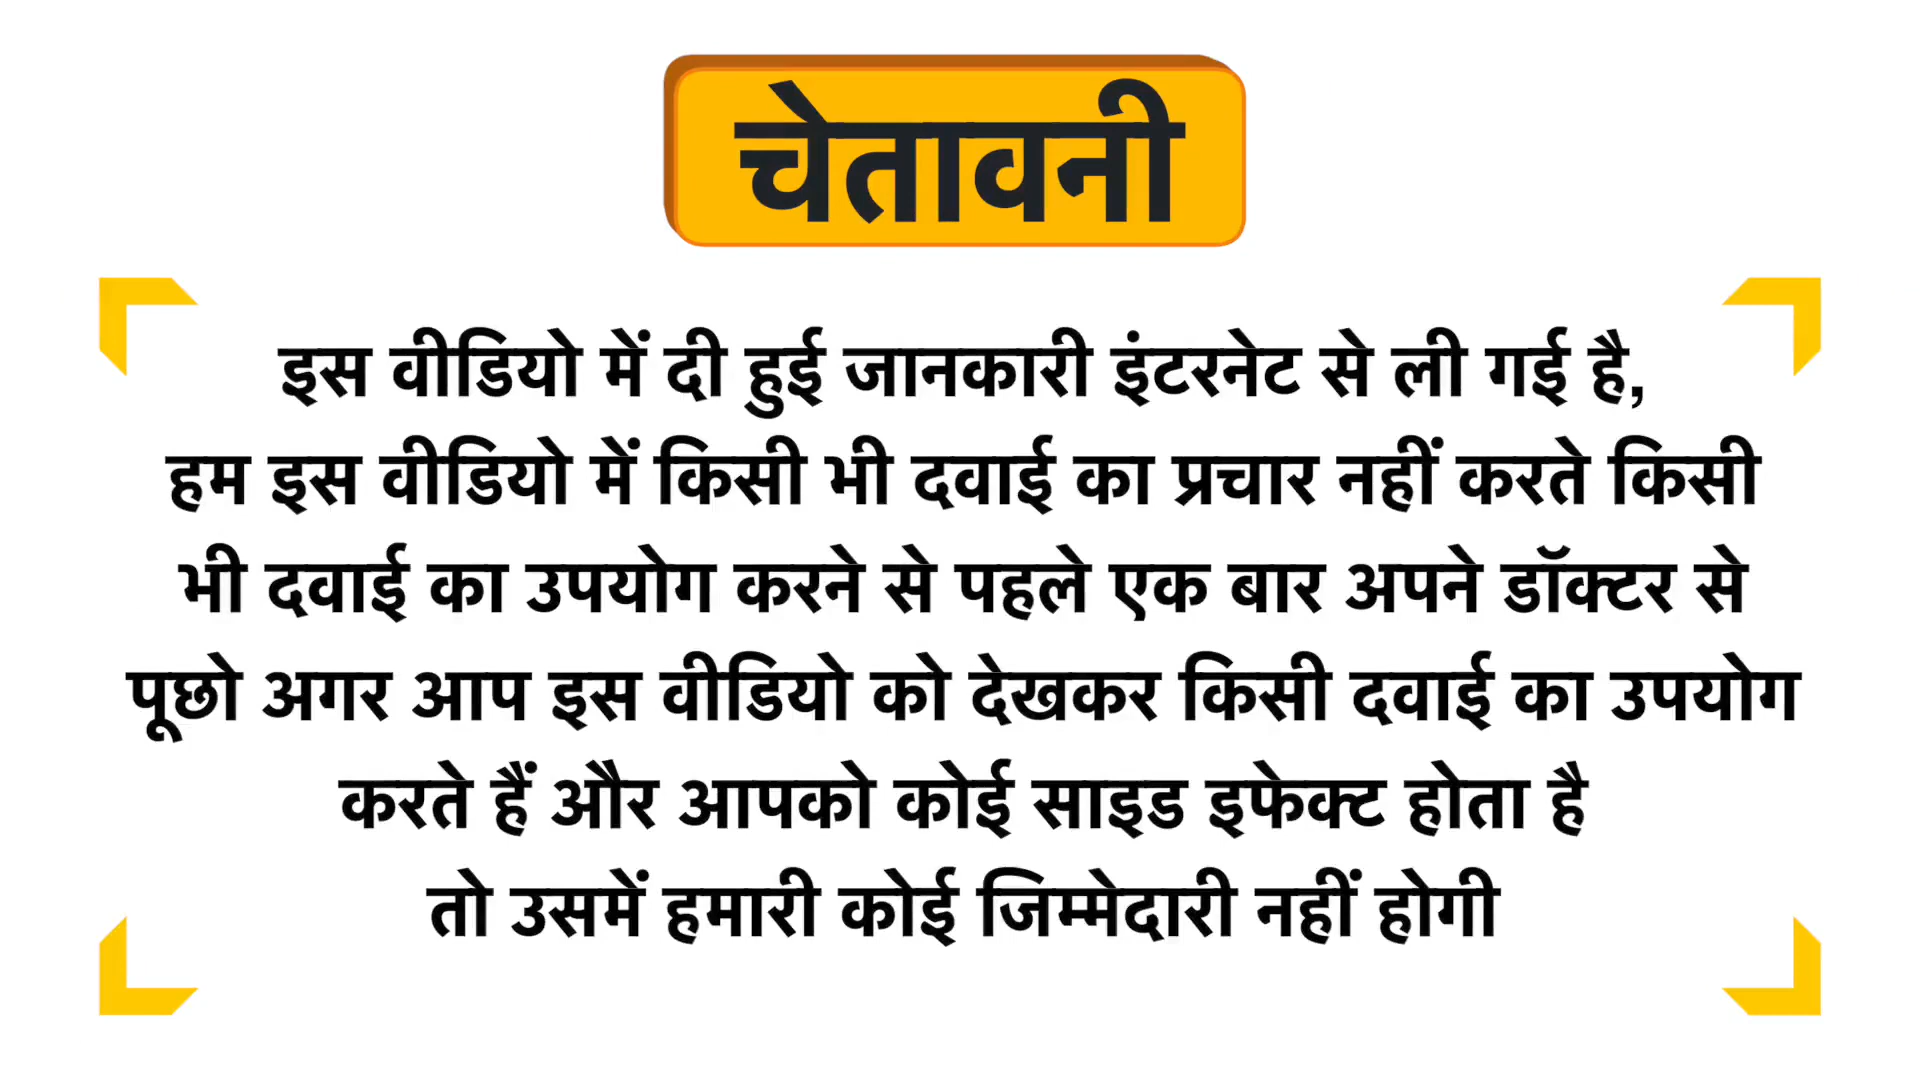 चेतावनी
इस वीडियो में दी हुई जानकारी इंटरनेट से ली गई है,
हम इस वीडियो में किसी भी दवाई का प्रचार नहीं करते किसी
भी दवाई का उपयोग करने से पहले एक बार अपने डॉक्टर से
पूछो अगर आप इस वीडियो को देखकर किसी दवाई का उपयोग
करते हैं और आपको कोई साइड इफेक्ट होता है
तो उसमें हमारी कोई जिम्मेदारी नहीं होगी